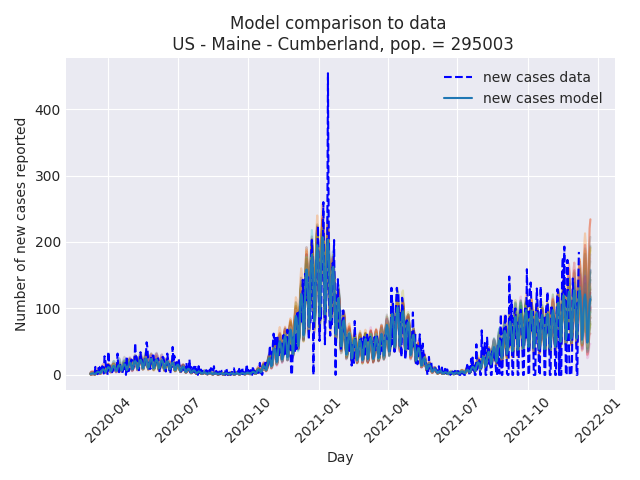 Model comparison to data
US - Maine - Cumberland, pop. = 295003
new cases data
new cases model
Number of new cases reported
400
300
200
100
0
2020-04
2020-07
2020-10
2021-01
2021-04
2021-07
2021-10
2022-01
Day